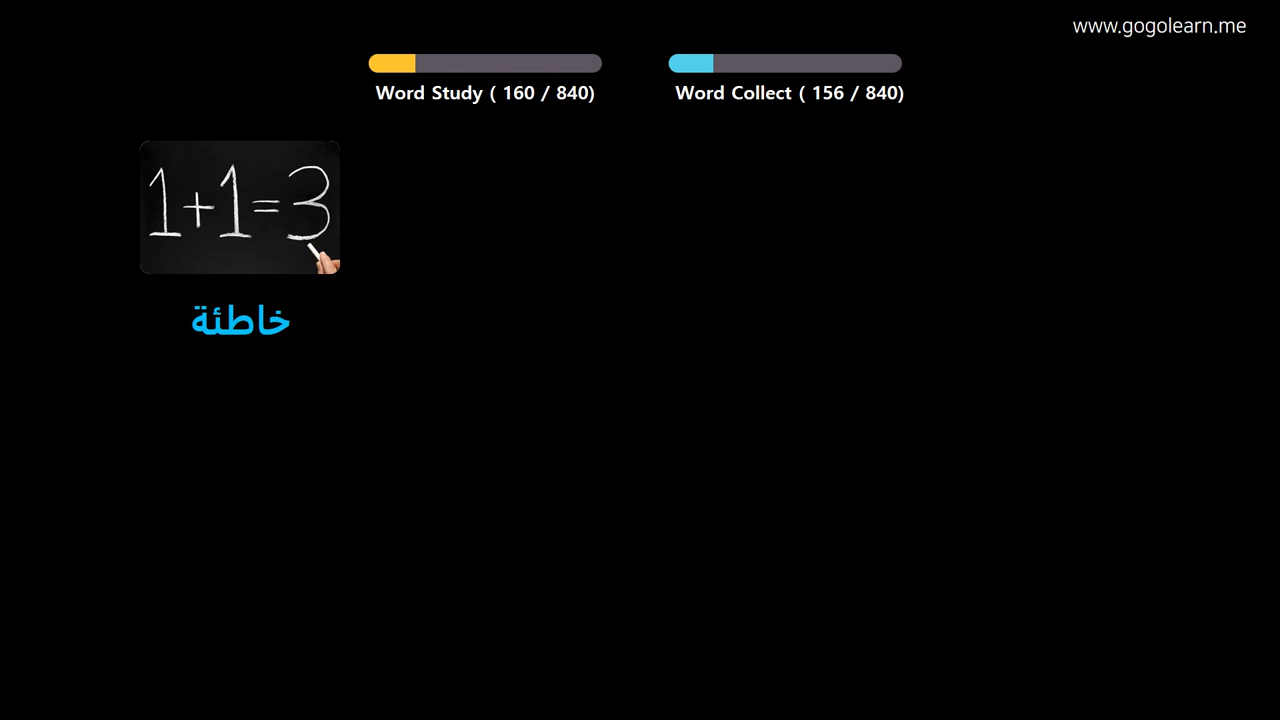 www.gogolearn.me
Word Study ( 160 / 840)
Word Collect ( 156 / 840)
1+1=3
خاطئة